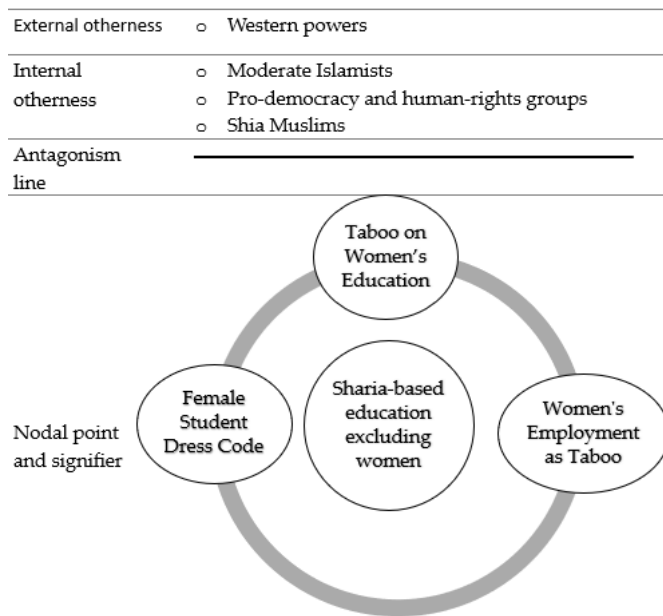 External otherness o Western powers
Internal o Moderate Islamists
otherness o Pro-democracy and human-rights groups
o Shia Muslims
Antagonism
line
Taboo on
Women’s
Education
Female
Student
Dress Code
Sharia-based
education
excluding
women
Women's
Employment
as Taboo
Nodal point
and signifier